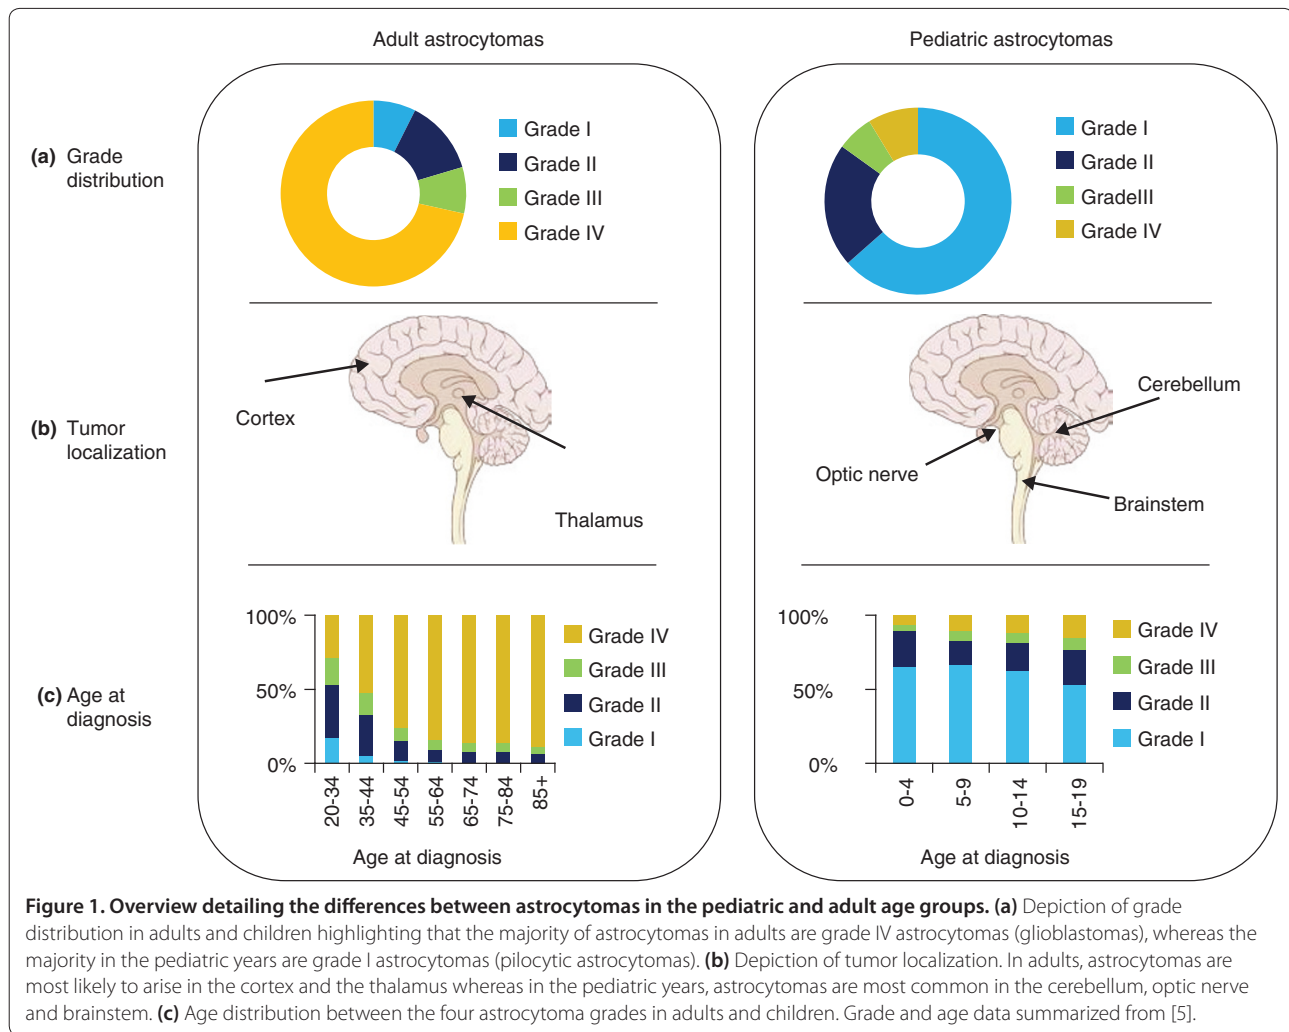 Adult astrocytomas
Pediatric astrocytomas
(a) Grade
distribution
Grade I
Grade II
Grade III
Grade IV
Grade I
Grade II
GradeIII
Grade IV
(b) Tumor
localization
Cortex
Thalamus
Cerebellum
Optic nerve
Brainstem
(c) Age at
diagnosis
100%
50%
0%
20-34
35-44
45-54
55-64
65-74
75-84
85+
Age at diagnosis
Grade IV
Grade III
Grade II
Grade I
100%
50%
0%
0-4
5-9
10-14
15-19
Age at diagnosis
Grade IV
Grade III
Grade II
Grade I
Figure 1. Overview detailing the differences between astrocytomas in the pediatric and adult age groups. (a) Depiction of grade
distribution in adults and children highlighting that the majority of astrocytomas in adults are grade IV astrocytomas (glioblastomas), whereas the
majority in the pediatric years are grade I astrocytomas (pilocytic astrocytomas). (b) Depiction of tumor localization. In adults, astrocytomas are
most likely to arise in the cortex and the thalamus whereas in the pediatric years, astrocytomas are most common in the cerebellum, optic nerve
and brainstem. (c) Age distribution between the four astrocytoma grades in adults and children. Grade and age data summarized from [5].